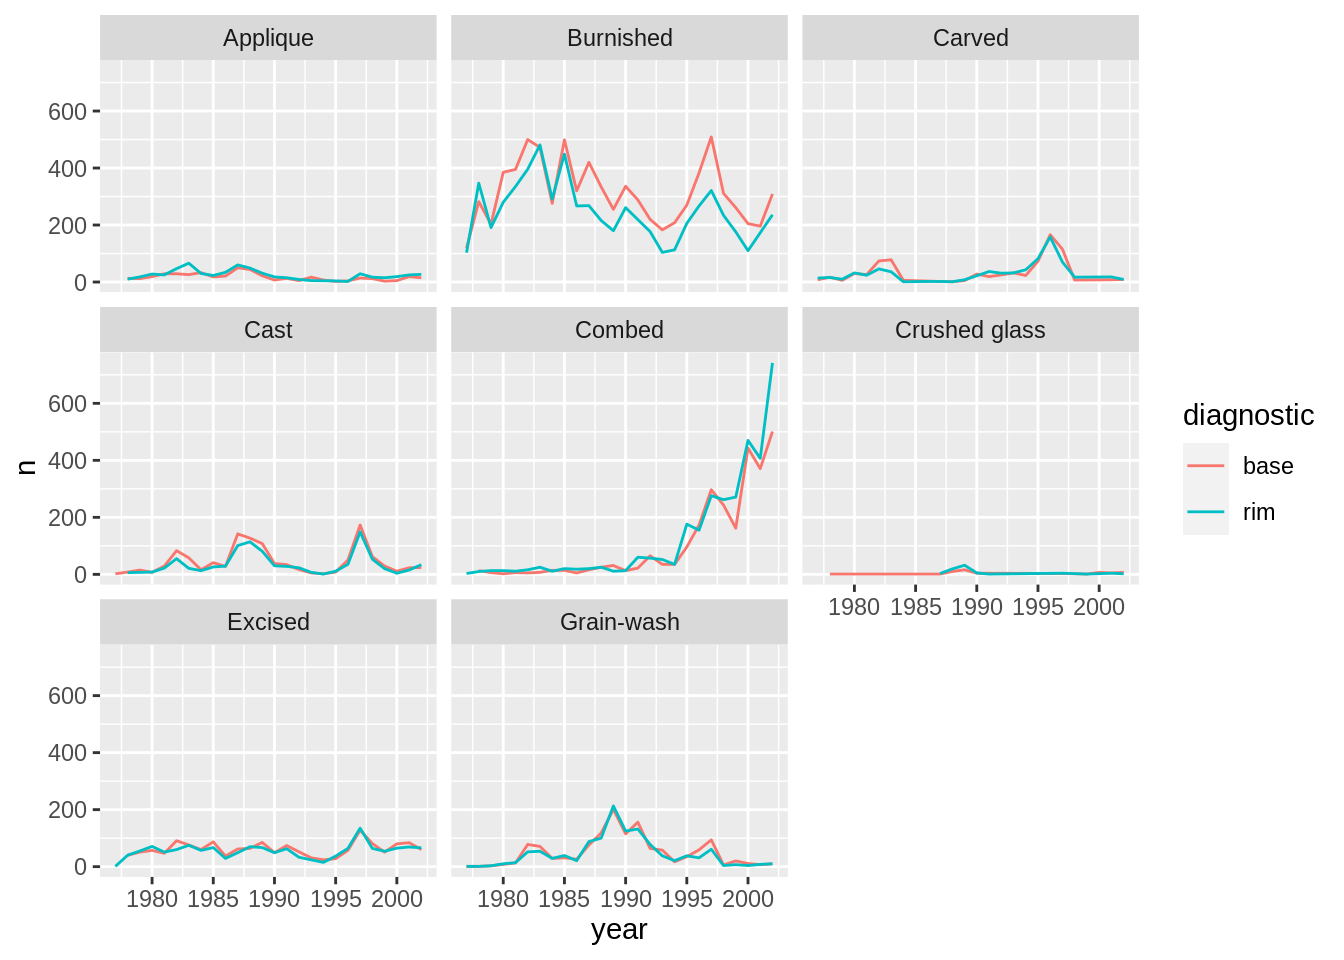 Applique Burnished Carved
600
400
200
0
Cast Combed Crushed glass
600
400
200
0
n
1980 1985 1990 1995 2000
Excised Grain-wash
600
400
200
0
1980 1985 1990 1995 2000 1980 1985 1990 1995 2000
year
diagnostic
base
rim